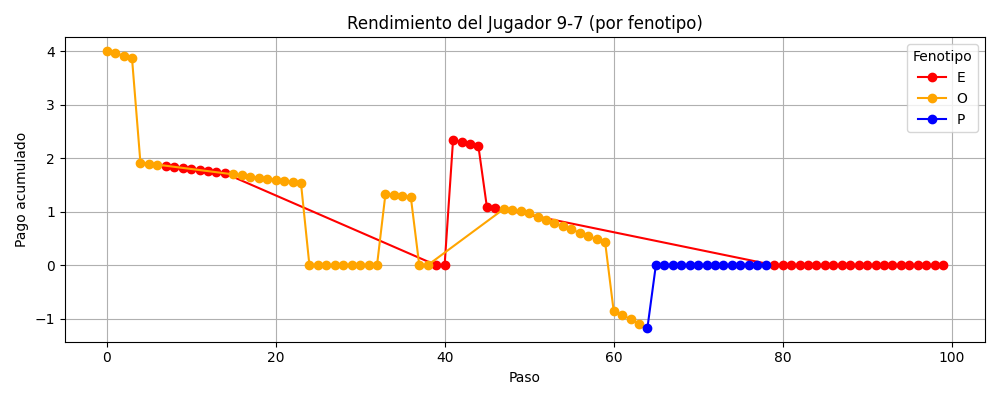 Rendimiento del Jugador 9-7 (por fenotipo)
Pago acumulado
4
3
2
1
0
−1
Fenotipo
E
O
P
0 20 40 60 80 100
Paso